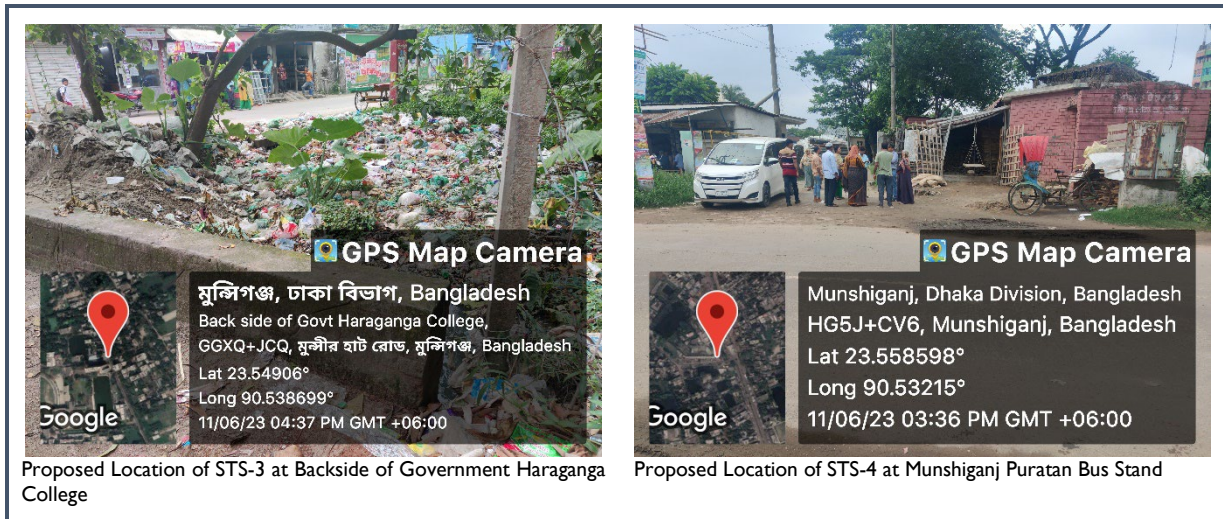 GPS Map Camera
মুন্সিগঞ্জ, ঢাকা বিভাগ, Bangladesh
Back side of Govt Haraganga College,
GGXQ+JCQ, মুন্সীর হাট রোড, মুন্সিগঞ্জ, Bangladesh
Lat 23.54906°
Long 90.538699°
11/06/23 04:37 PM GMT +06:00
Google
Proposed Location of STS-3 at Backside of Government Haraganga
College
GPS Map Camera
Munshiganj, Dhaka Division, Bangladesh
HG5J+CV6, Munshiganj, Bangladesh
Lat 23.558598°
Long 90.53215°
11/06/23 03:36 PM GMT +06:00
Google
Proposed Location of STS-4 at Munshiganj Puratan Bus Stand